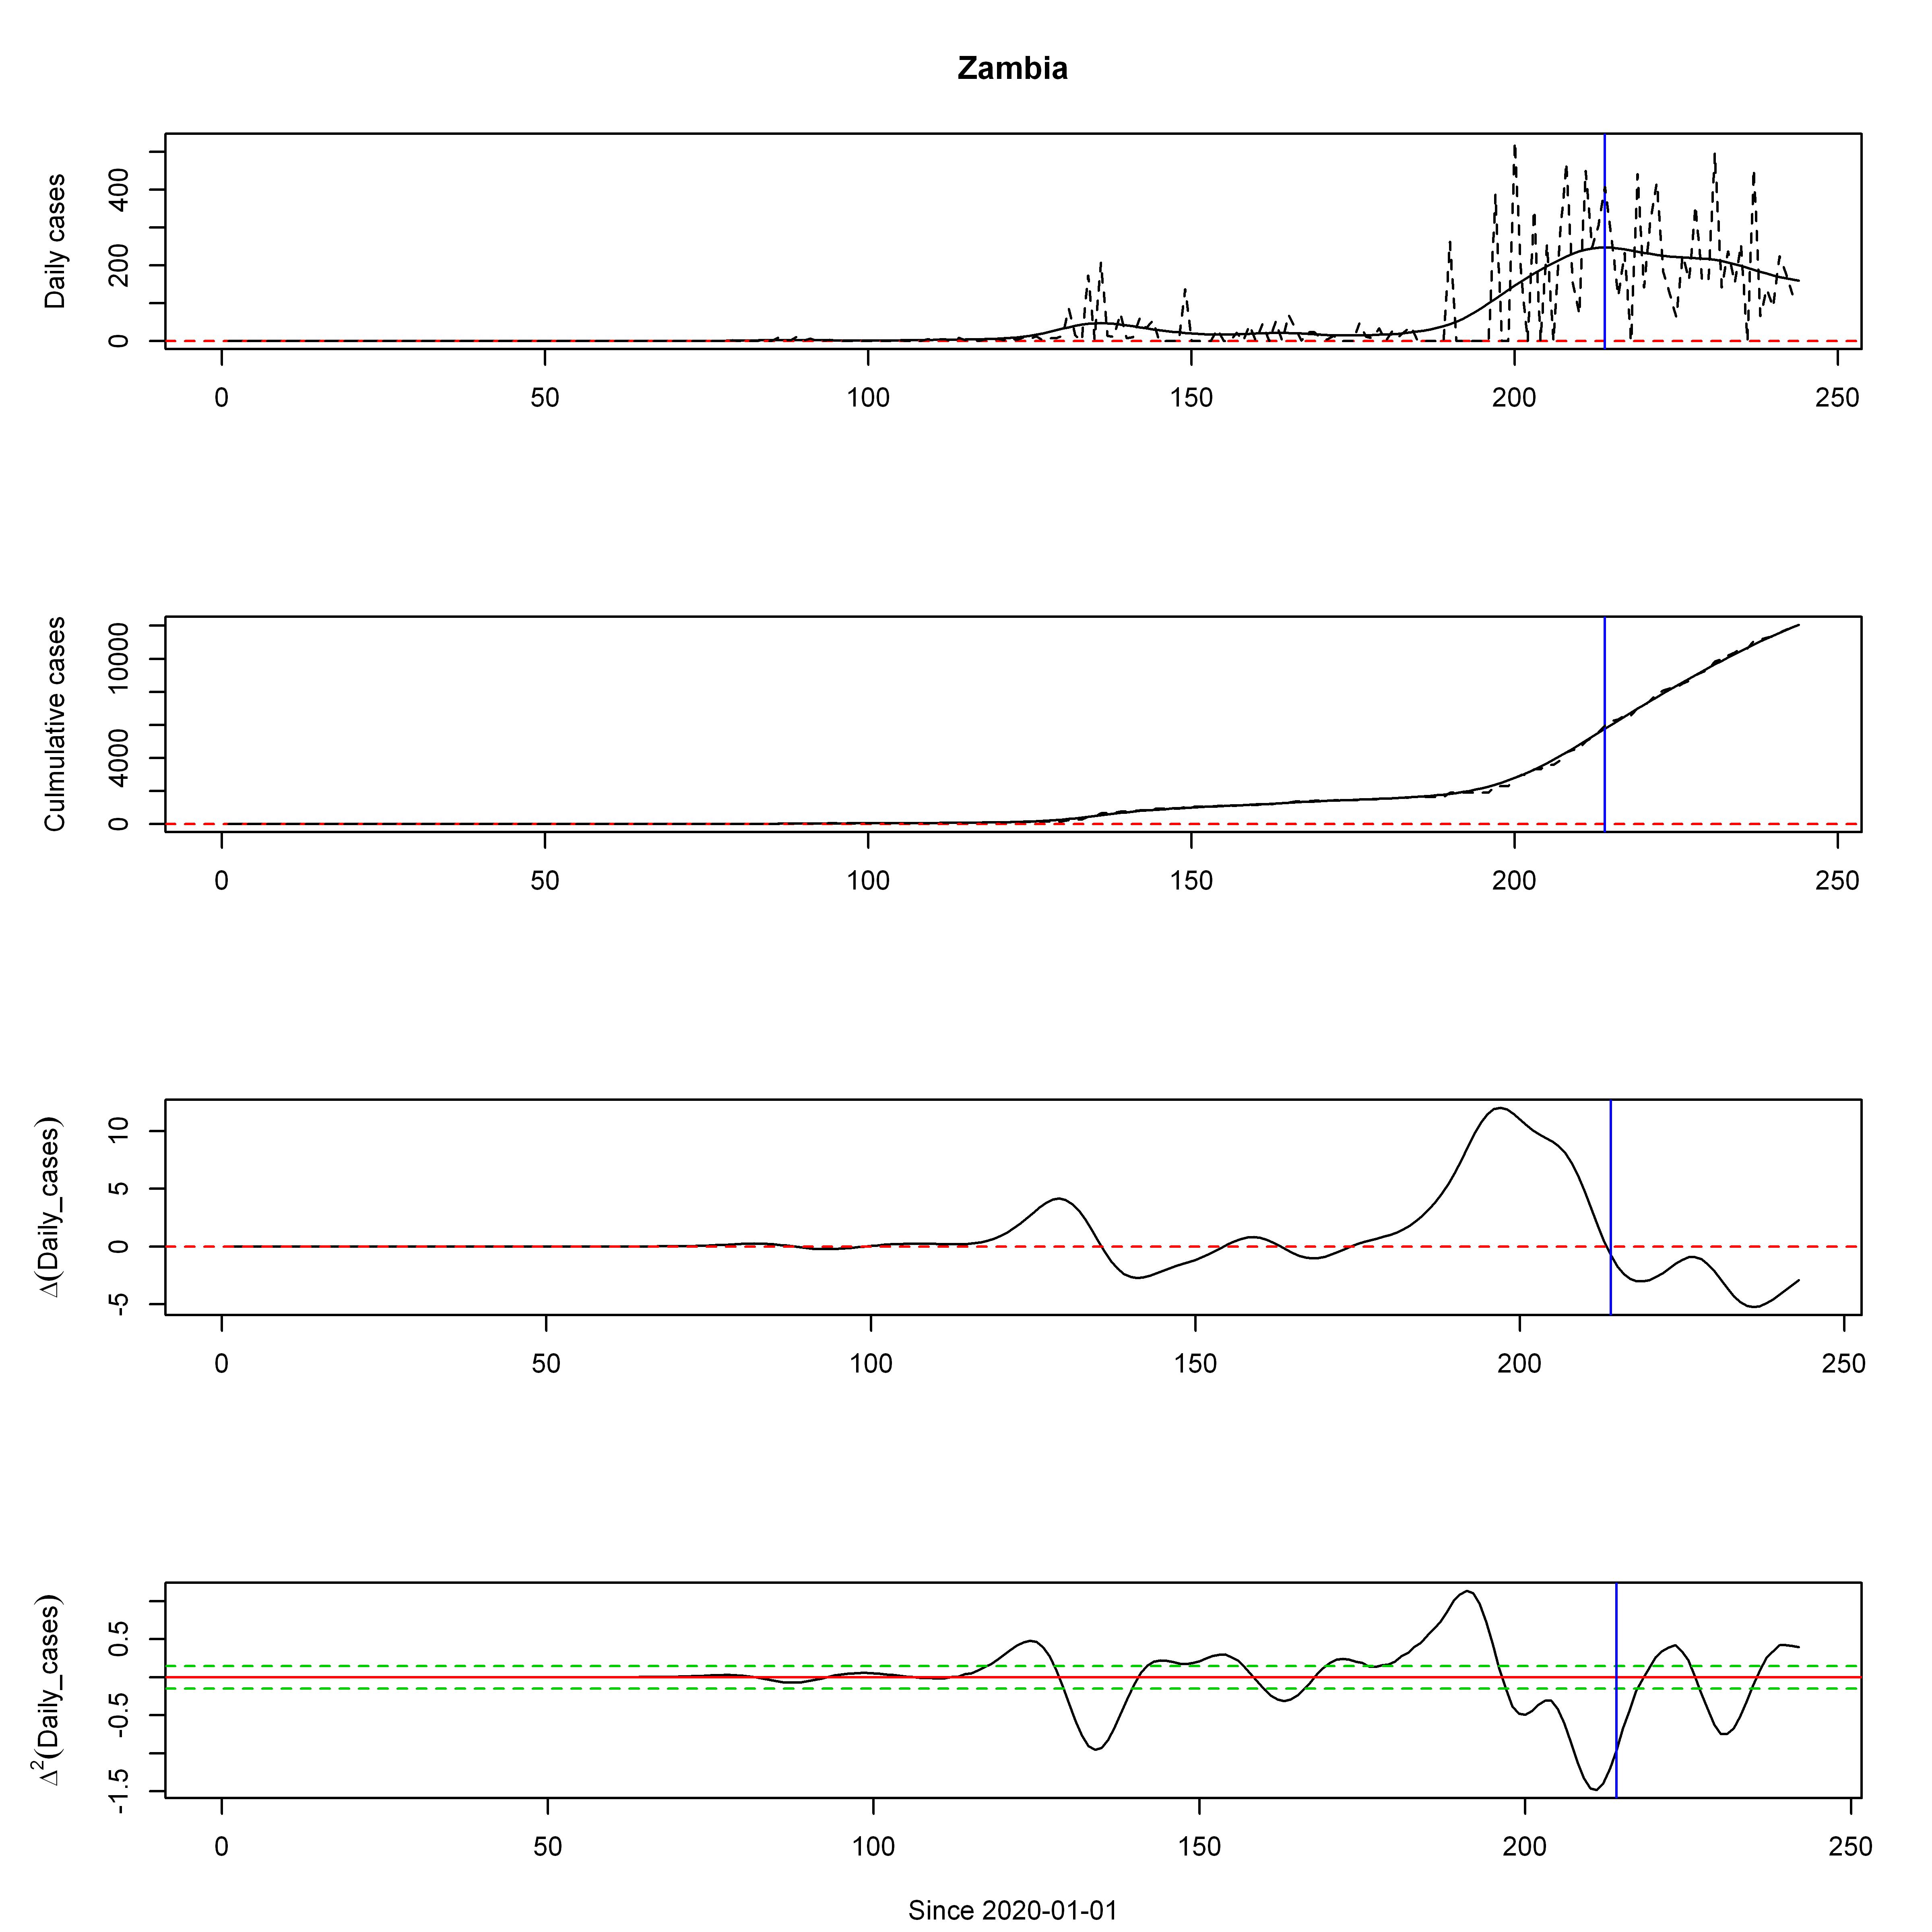 Zambia
Daily cases
400
200
0
0 50 100 150 200 250
Culmulative cases
10000
4000
0
0 50 100 150 200 250
Δ(Daily_cases)
10
5
0
-5
0 50 100 150 200 250
Δ²(Daily_cases)
0.5
-0.5
-1.5
0 50 100 150 200 250
Since 2020-01-01